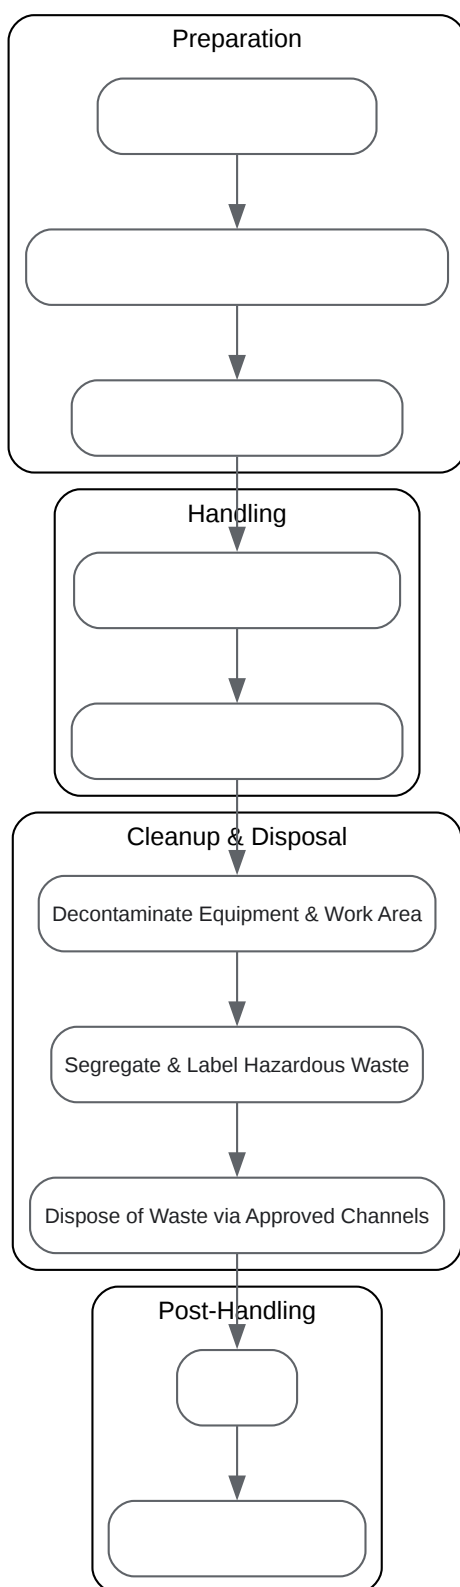 Preparation
Handling
Cleanup & Disposal
Decontaminate Equipment & Work Area
Segregate & Label Hazardous Waste
Dispose of Waste via Approved Channels
Post-Handling